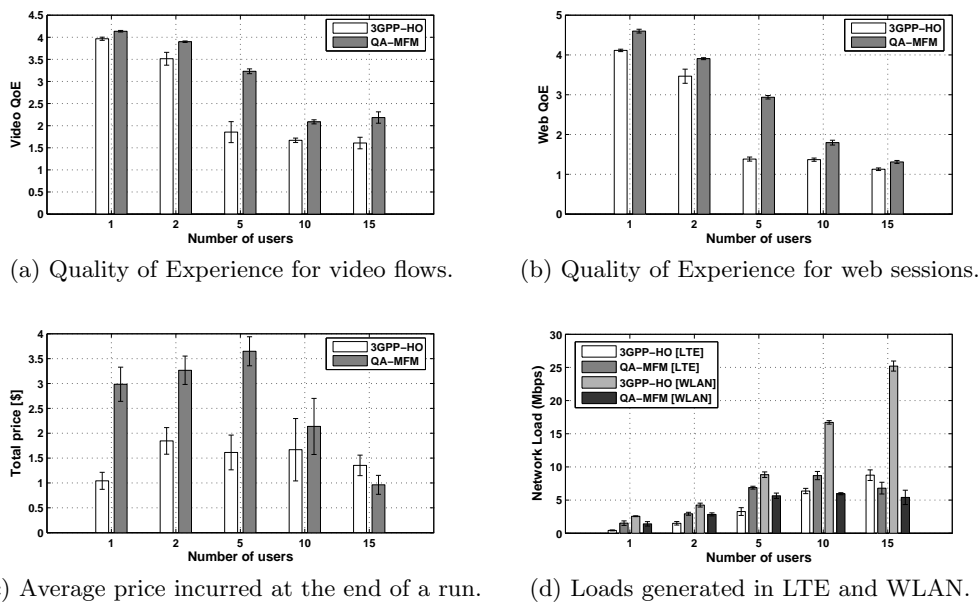 4.5
4
3.5
3
2.5
2
1.5
1
0.5
0
Video QoE
3GPP−HO
QA−MFM
1 2 5 10 15
Number of users
(a) Quality of Experience for video flows.
5
4
3
2
1
0
Web QoE
3GPP−HO
QA−MFM
1 2 5 10 15
Number of users
(b) Quality of Experience for web sessions.
4
3.5
3
2.5
2
1.5
1
0.5
0
Total price [$]
3GPP−HO
QA−MFM
1 2 5 10 15
Number of users
) Average price incurred at the end of a run.
30
25
20
15
10
5
0
Network Load (Mbps)
3GPP−HO [LTE]
QA−MFM [LTE]
3GPP−HO [WLAN]
QA−MFM [WLAN]
1 2 5 10 15
Number of users
(d) Loads generated in LTE and WLAN.